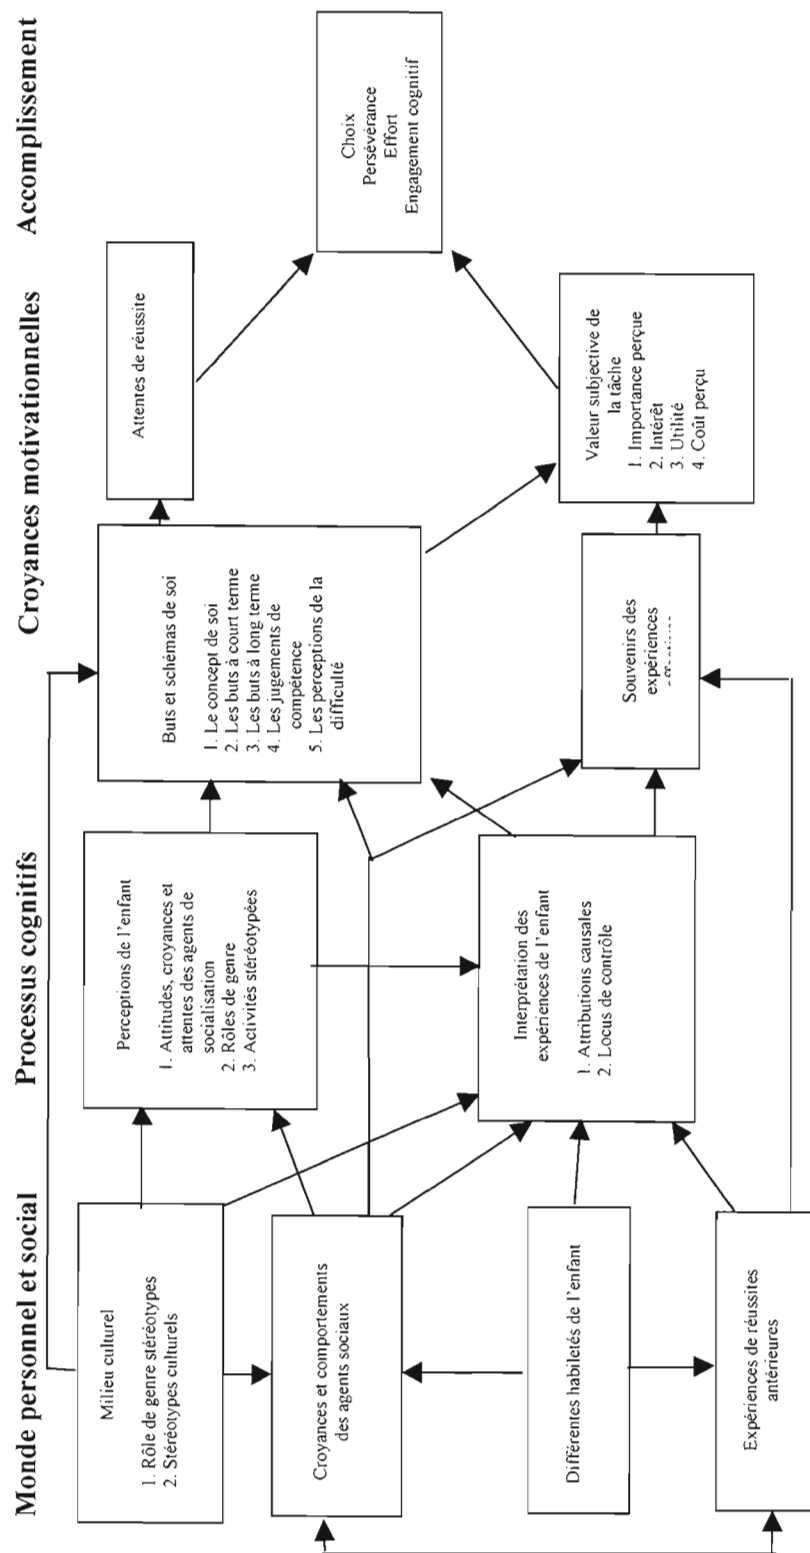 Monde personnel et social
Processus cognitifs
Croyances motivationnelles
Accomplissement
Milieu culturel
1. Rôle de genre stéréotypes
2. Stéréotypes culturels
Croyances et comportements
des agents sociaux
Différentes habiletés de l'enfant
Expériences de réussites
antérieures
Perceptions de l'enfant
1. Attitudes, croyances et
attentes des agents de
socialisation
2. Rôles de genre
3. Activités stéréotypées
Interprétation des
expériences de l'enfant
1. Attributions causales
2. Locus de contrôle
Buts et schémas de soi
1. Le concept de soi
2. Les buts à court terme
3. Les buts à long terme
4. Les jugements de
compétence
5. Les perceptions de la
difficulté
Souvenirs des
expériences
Attentes de réussite
Valeur subjective de
la tâche
1. Importance perçue
2. Intérêt
3. Utilité
4. Coût perçu
Choix
Persévérance
Effort
Engagement cognitif